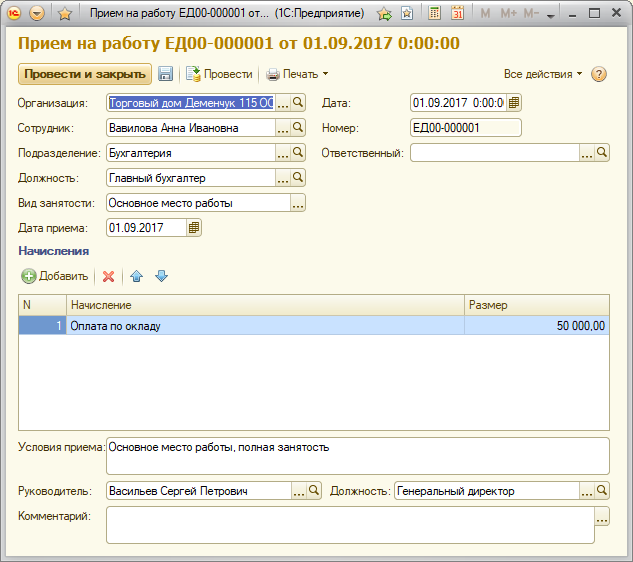 Прием на работу ЕД00-000001 от... (1С:Предприятие)
M M+ M-
Прием на работу ЕД00-000001 от 01.09.2017 0:00:00
Провести и закрыть Провести Печать Все действия ?
Организация: Торговый дом Деменчук 115 ОС ... Дата: 01.09.2017 0:00:0
Сотрудник: Вавилова Анна Ивановна ... Номер: ЕД00-000001
Подразделение: Бухгалтерия ... Ответственный: ...
Должность: Главный бухгалтер ...
Вид занятости: Основное место работы ...
Дата приема: 01.09.2017
Начисления
Добавить
N Начисление Размер
1 Оплата по окладу 50 000,00
Условия приема: Основное место работы, полная занятость
Руководитель: Васильев Сергей Петрович ... Должность: Генеральный директор ...
Комментарий: ...